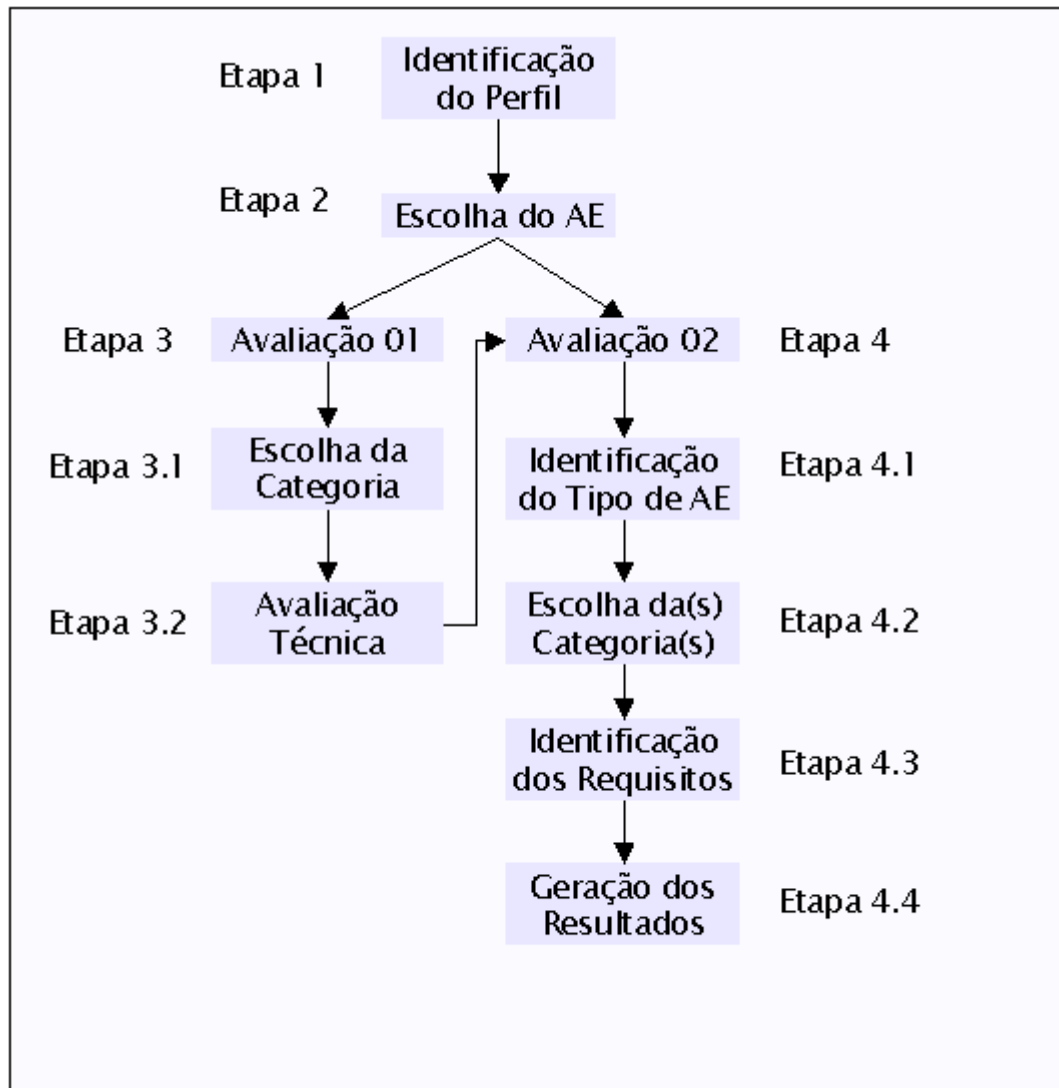 Etapa 1
Identificação
do Perfil
Etapa 2
Escolha do AE
Etapa 3
Avaliação 01
Avaliação 02
Etapa 4
Etapa 3.1
Escolha da
Categoria
Identificação
do Tipo de AE
Etapa 4.1
Etapa 3.2
Avaliação
Técnica
Escolha da(s)
Categoria(s)
Etapa 4.2
Identificação
dos Requisitos
Etapa 4.3
Geração dos
Resultados
Etapa 4.4